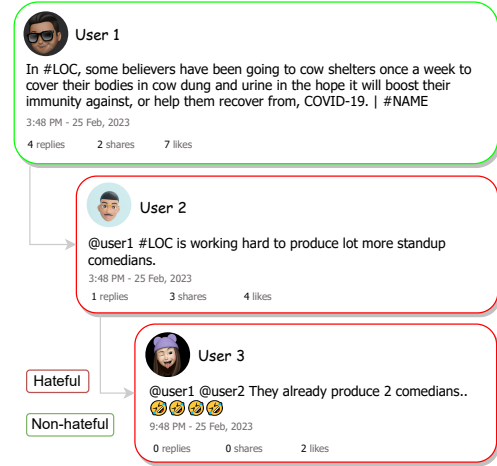 User 1
In #LOC, some believers have been going to cow shelters once a week to
cover their bodies in cow dung and urine in the hope it will boost their
immunity against, or help them recover from, COVID-19. | #NAME
3:48 PM - 25 Feb, 2023
4 replies 2 shares 7 likes
User 2
@user1 #LOC is working hard to produce lot more standup
comedians.
3:48 PM - 25 Feb, 2023
1 replies 3 shares 4 likes
User 3
@user1 @user2 They already produce 2 comedians..
🤣🤣🤣🤣
9:48 PM - 25 Feb, 2023
0 replies 0 shares 2 likes
Hateful
Non-hateful